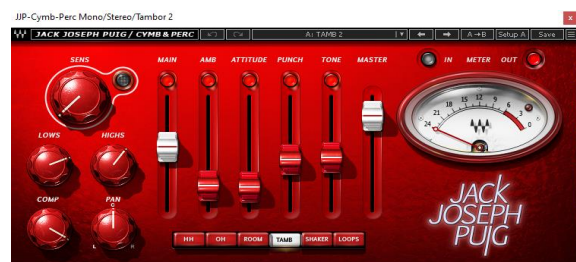 JJP-Cymb-Perc Mono/Stereo/Tambor 2
x
JACK JOSEPH PUIG / CYMB & PERC
A: TAMB 2
A→B
Setup A
Save
SENS
MAIN
AMB
ATTITUDE
PUNCH
TONE
MASTER
IN
METER
OUT
24
21
18
15
12
9
6
3
0
LOWS
HIGHS
COMP
PAN
C
L
R
HH
OH
ROOM
TAMB
SHAKER
LOOPS
JACK
JOSEPH
PUIG